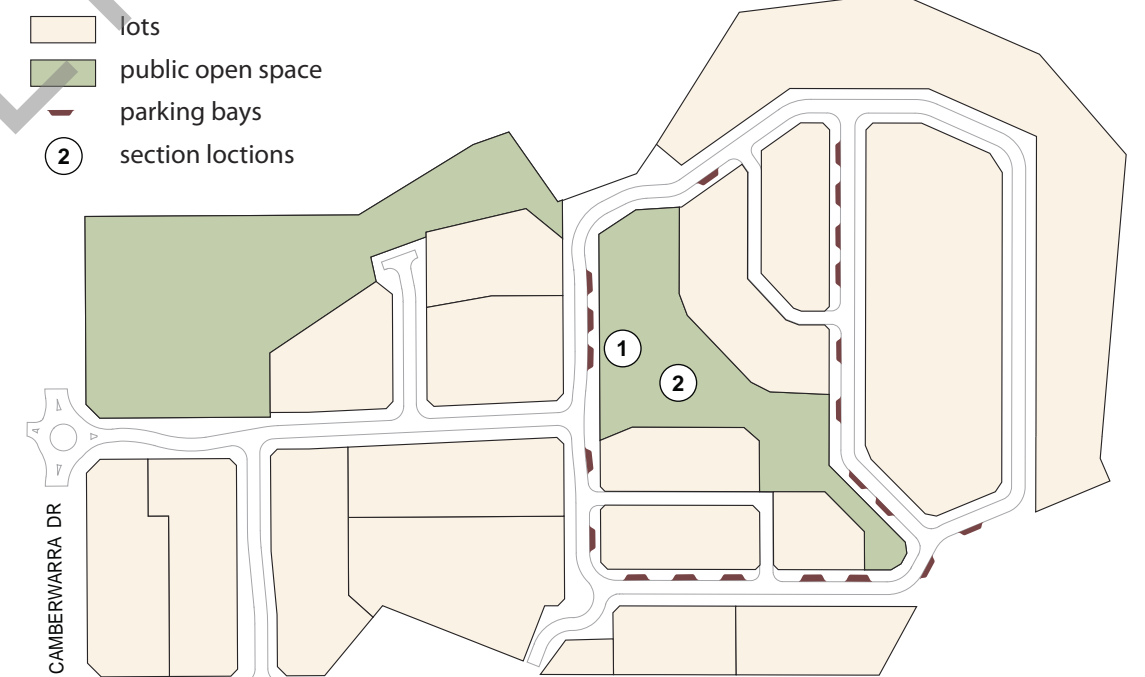 lots
public open space
parking bays
2 section loctions
1
2
CAMBERWARRA DR